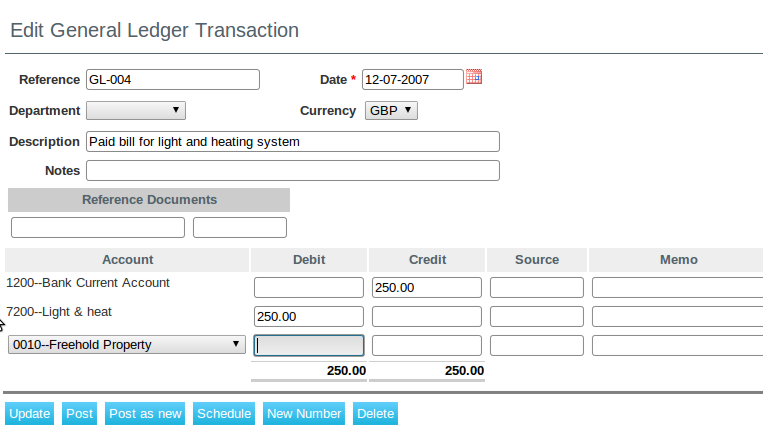 Edit General Ledger Transaction
Reference GL-004 Date * 12-07-2007
Department Currency GBP
Description Paid bill for light and heating system
Notes
Reference Documents
Account Debit Credit Source Memo
1200--Bank Current Account 250.00
7200--Light & heat 250.00
0010--Freehold Property
250.00 250.00
Update Post Post as new Schedule New Number Delete